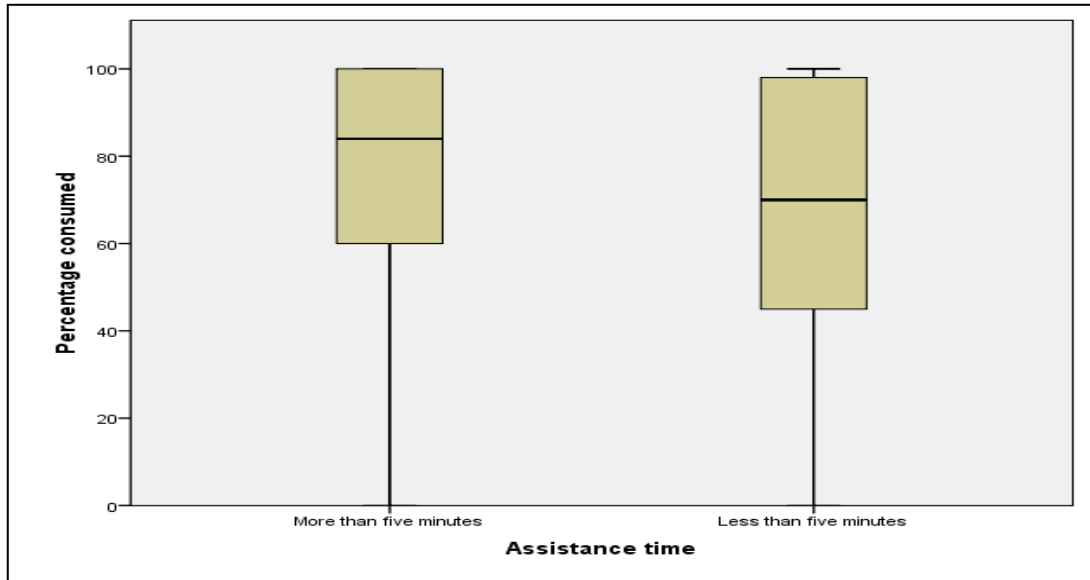 Percentage consumed
100
80
60
40
20
0
More than five minutes
Less than five minutes
Assistance time